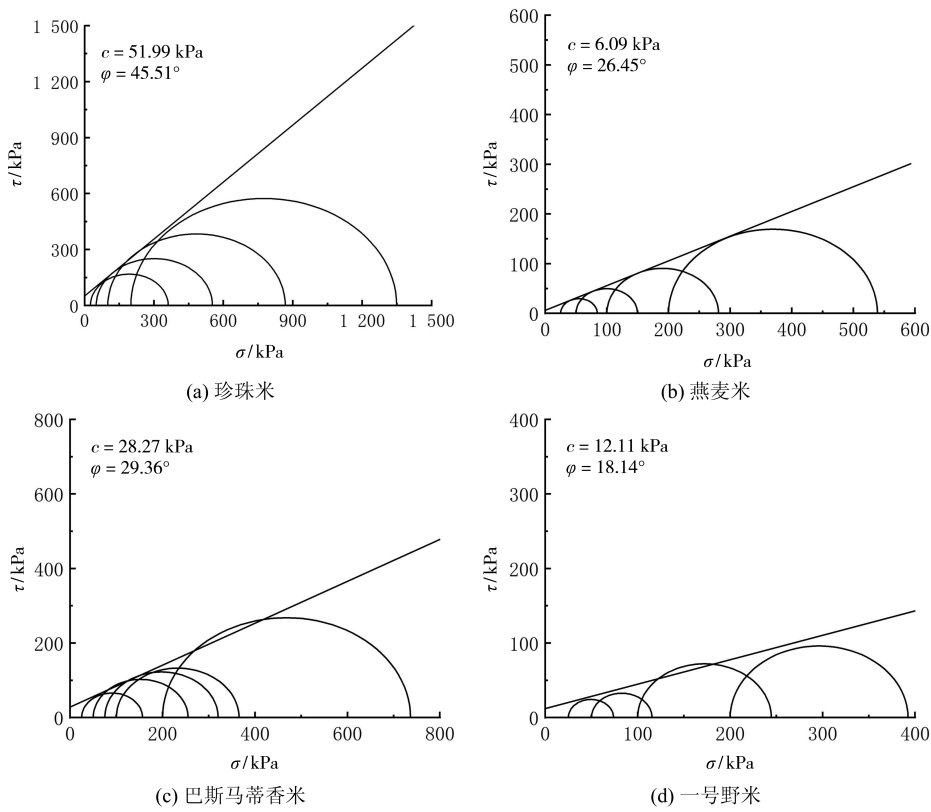 1 500
1 200
900
600
300
0
τ/kPa
c = 51.99 kPa
φ = 45.51°
0 300 600 900 1 200 1 500
σ/kPa
(a) 珍珠米
600
500
400
300
200
100
0
τ/kPa
c = 6.09 kPa
φ = 26.45°
0 100 200 300 400 500 600
σ/kPa
(b) 燕麦米
800
600
400
200
0
τ/kPa
c = 28.27 kPa
φ = 29.36°
0 200 400 600 800
σ/kPa
(c) 巴斯马蒂香米
400
300
200
100
0
τ/kPa
c = 12.11 kPa
φ = 18.14°
0 100 200 300 400
σ/kPa
(d) 一号野米